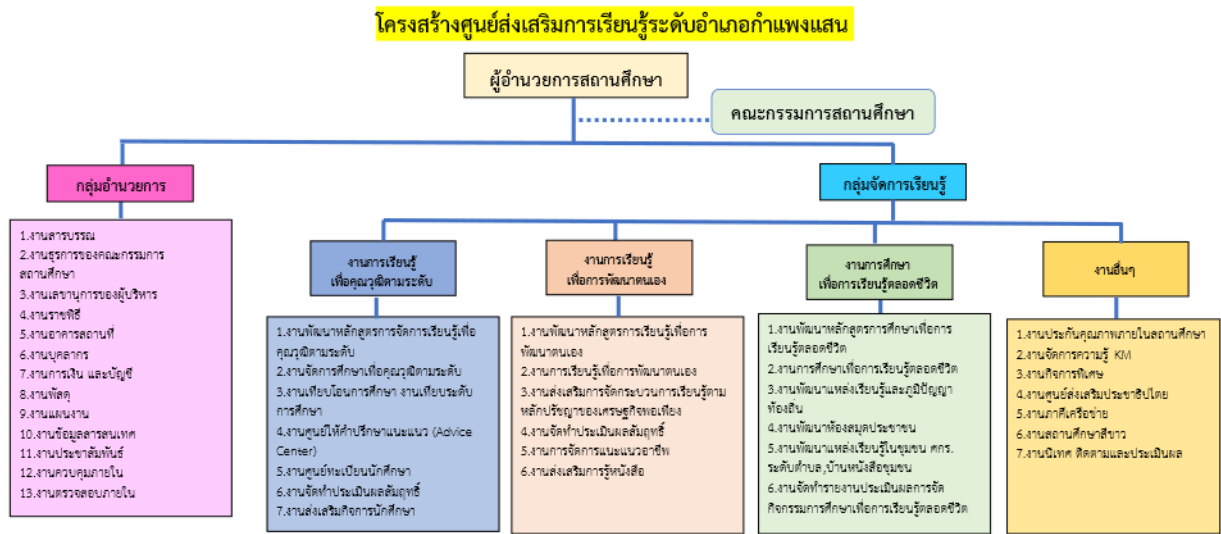 โครงสร้างศูนย์ส่งเสริมการเรียนรู้ระดับอำเภอกำแพงแสน
ผู้อำนวยการสถานศึกษา
คณะกรรมการสถานศึกษา
กลุ่มอำนวยการ
กลุ่มจัดการเรียนรู้
1.งานสารบรรณ
2.งานธุรการของคณะกรรมการ
สถานศึกษา
3.งานเลขานุการของผู้บริหาร
4.งานราชพิธี
5.งานอาคารสถานที่
6.งานบุคลากร
7.งานการเงิน และบัญชี
8.งานพัสดุ
9.งานแผนงาน
10.งานข้อมูลสารสนเทศ
11.งานประชาสัมพันธ์
12.งานควบคุมภายใน
13.งานตรวจสอบภายใน
งานการเรียนรู้
เพื่อคุณวุฒิตามระดับ
1.งานพัฒนาหลักสูตรการจัดการเรียนรู้เพื่อ
คุณวุฒิตามระดับ
2.งานจัดการศึกษาเพื่อคุณวุฒิตามระดับ
3.งานเทียบโอนการศึกษา งานเทียบระดับ
การศึกษา
4.งานศูนย์ให้คำปรึกษาแนะแนว (Advice
Center)
5.งานศูนย์ทะเบียนนักศึกษา
6.งานจัดทำประเมินผลสัมฤทธิ์
7.งานส่งเสริมกิจการนักศึกษา
งานการเรียนรู้
เพื่อการพัฒนาตนเอง
1.งานพัฒนาหลักสูตรการเรียนรู้เพื่อการ
พัฒนาตนเอง
2.งานการเรียนรู้เพื่อการพัฒนาตนเอง
3.งานส่งเสริมการจัดกระบวนการเรียนรู้ตาม
หลักปรัชญาของเศรษฐกิจพอเพียง
4.งานจัดทำประเมินผลสัมฤทธิ์
5.งานการจัดการแนะแนวอาชีพ
6.งานส่งเสริมการรู้หนังสือ
งานการศึกษา
เพื่อการเรียนรู้ตลอดชีวิต
1.งานพัฒนาหลักสูตรการศึกษาเพื่อการ
เรียนรู้ตลอดชีวิต
2.งานการศึกษาเพื่อการเรียนรู้ตลอดชีวิต
3.งานพัฒนาแหล่งเรียนรู้และภูมิปัญญา
ท้องถิ่น
4.งานพัฒนาห้องสมุดประชาชน
5.งานพัฒนาแหล่งเรียนรู้ในชุมชน ศกร.
ระดับตำบล,บ้านหนังสือชุมชน
6.งานจัดทำรายงานประเมินผลการจัด
กิจกรรมการศึกษาเพื่อการเรียนรู้ตลอดชีวิต
งานอื่นๆ
1.งานประกันคุณภาพภายในสถานศึกษา
2.งานจัดการความรู้ KM
3.งานกิจการพิเศษ
4.งานศูนย์ส่งเสริมประชาธิปไตย
5.งานภาคีเครือข่าย
6.งานสถานศึกษาสีขาว
7.งานนิเทศ ติดตามและประเมินผล